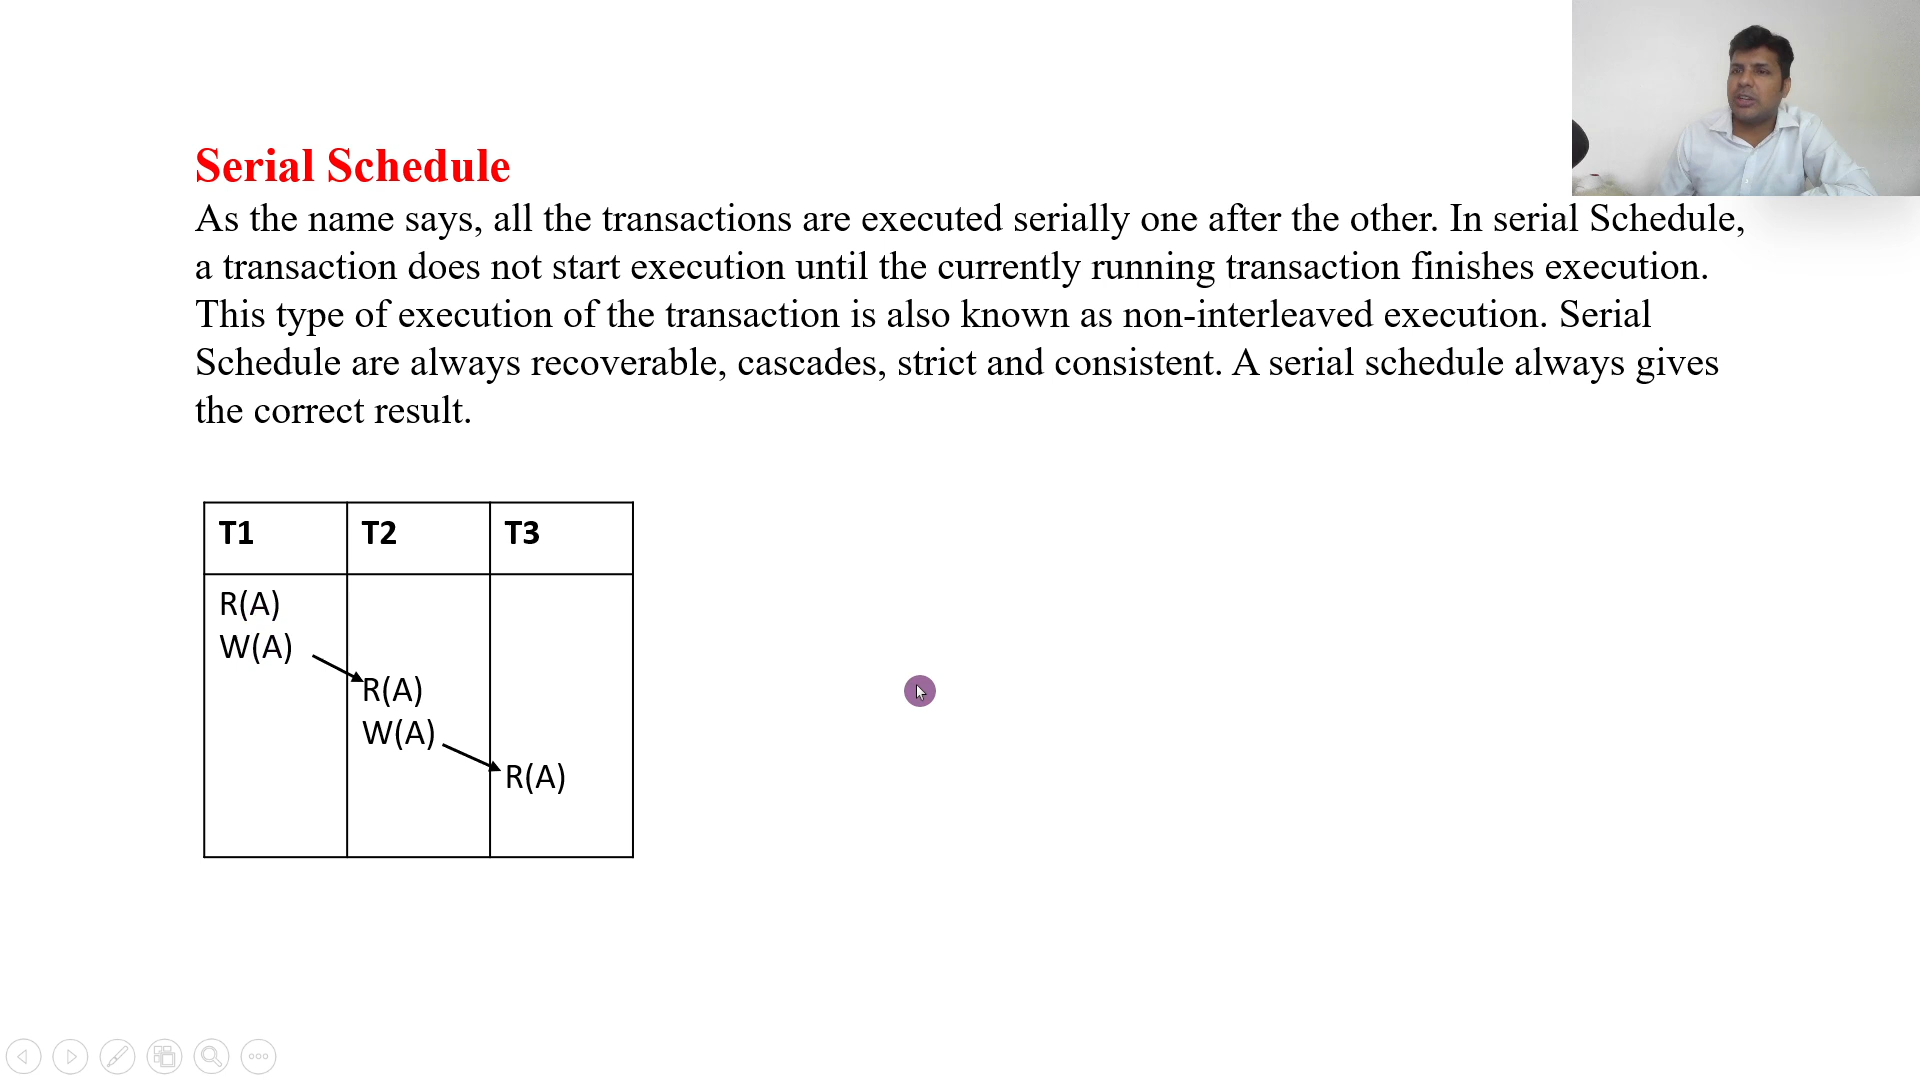 Serial Schedule
As the name says, all the transactions are executed serially one after the other. In serial Schedule,
a transaction does not start execution until the currently running transaction finishes execution.
This type of execution of the transaction is also known as non-interleaved execution. Serial
Schedule are always recoverable, cascades, strict and consistent. A serial schedule always gives
the correct result.
T1 T2 T3
R(A)
W(A)
R(A)
W(A)
R(A)